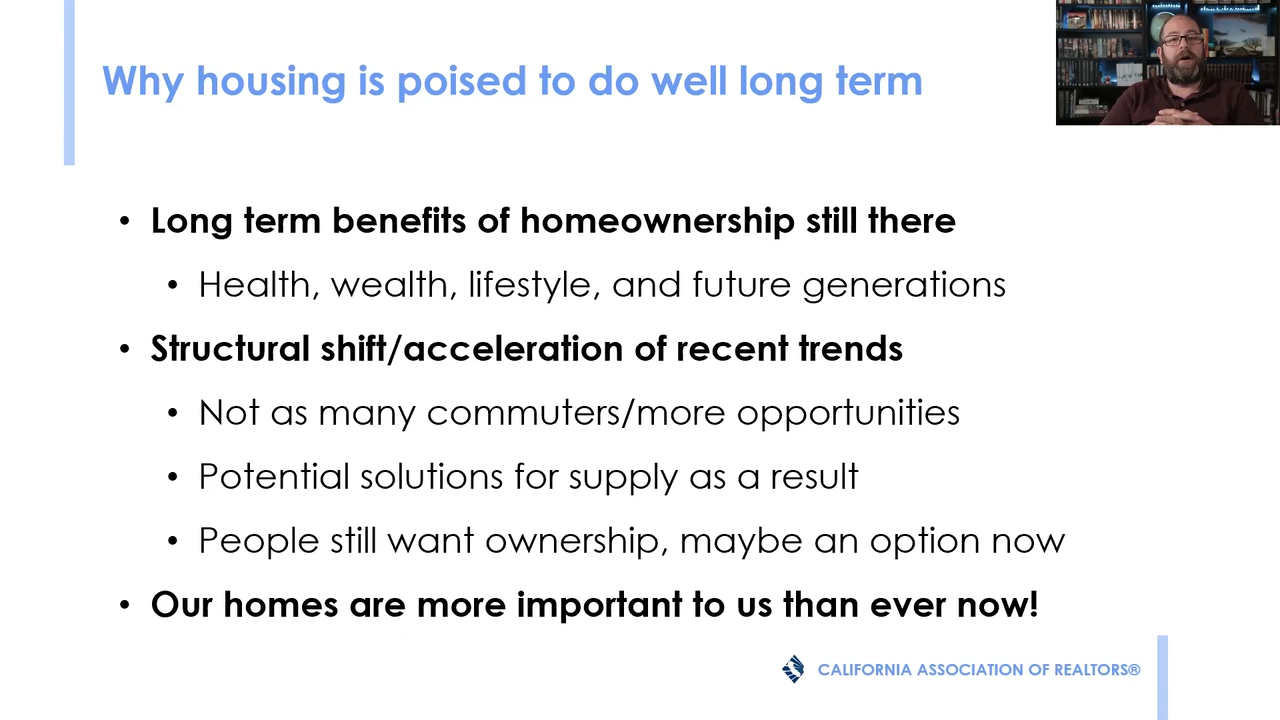 Why housing is poised to do well long term
• Long term benefits of homeownership still there
• Health, wealth, lifestyle, and future generations
• Structural shift/acceleration of recent trends
• Not as many commuters/more opportunities
• Potential solutions for supply as a result
• People still want ownership, maybe an option now
• Our homes are more important to us than ever now!
CALIFORNIA ASSOCIATION OF REALTORS®